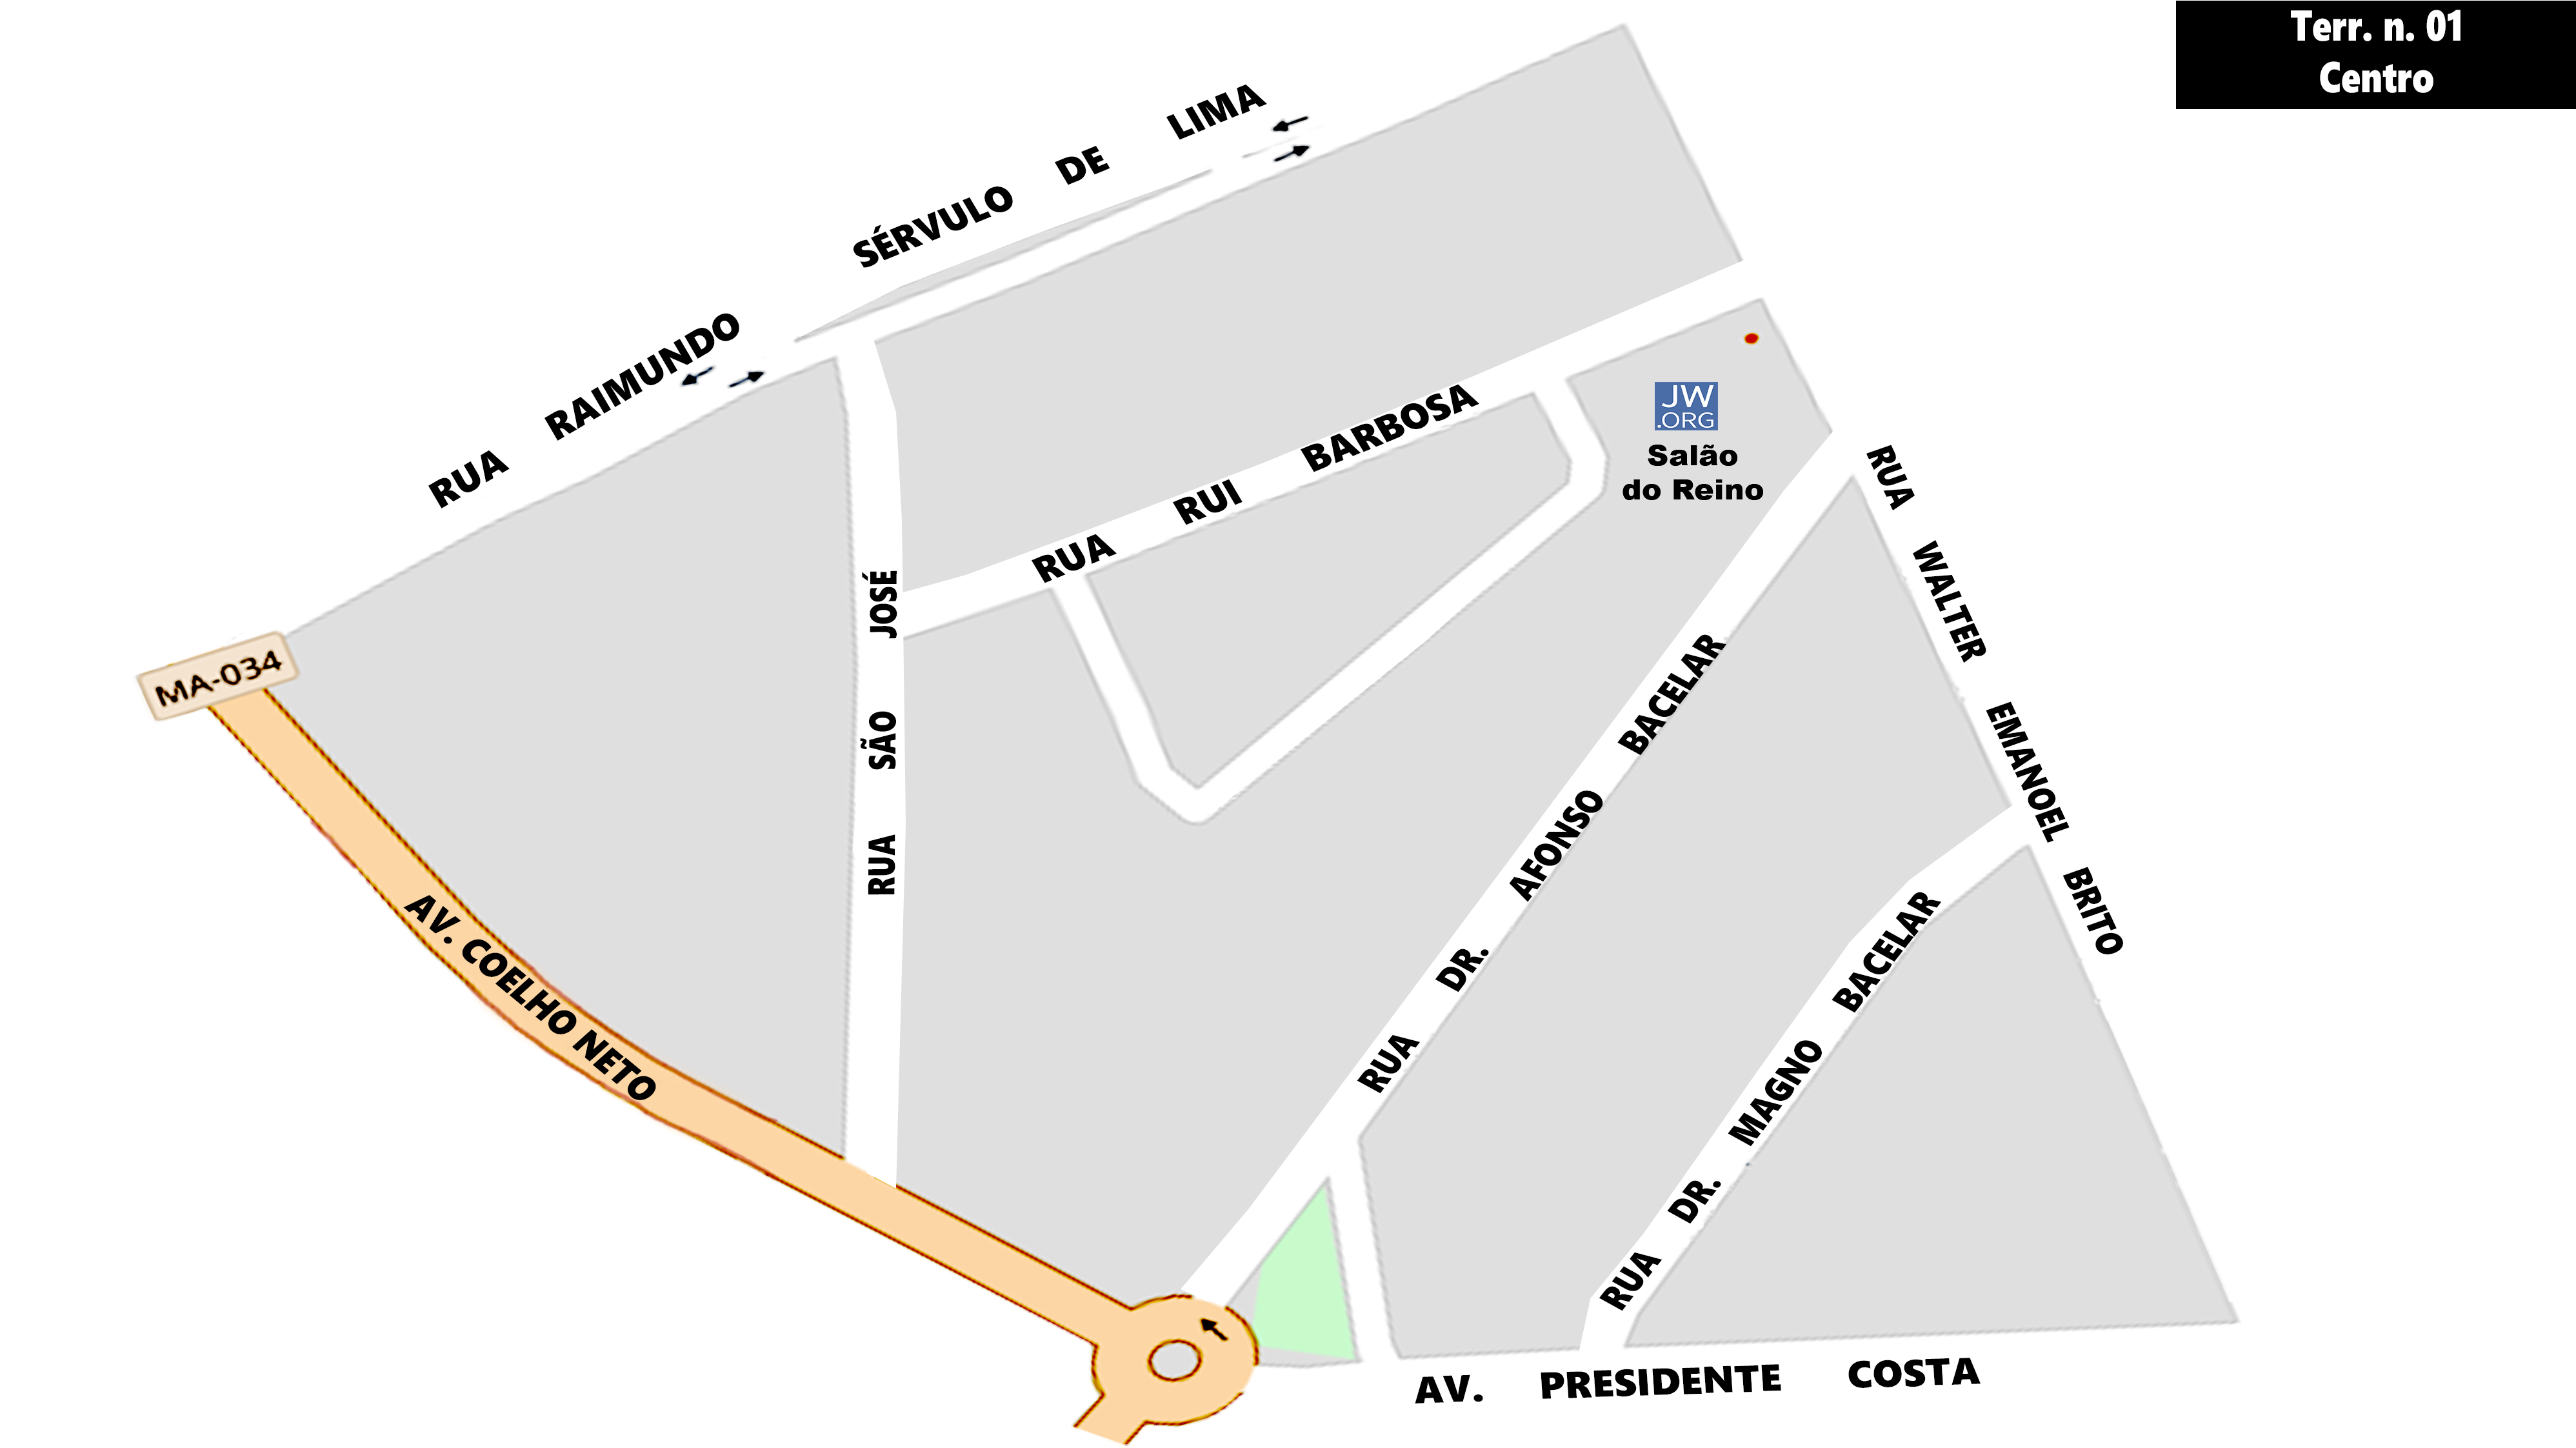 Terr. n. 01
Centro
RUA RAIMUNDO SÉRVULO DE LIMA
RUA RUI BARBOSA
JW
.ORG
Salão
do Reino
RUA SÃO JOSÉ
MA-034
AV. COELHO NETO
RUA WALTER EMANOEL BRITO
RUA DR. AFONSO BACELAR
RUA DR. MAGNO BACELAR
AV. PRESIDENTE COSTA